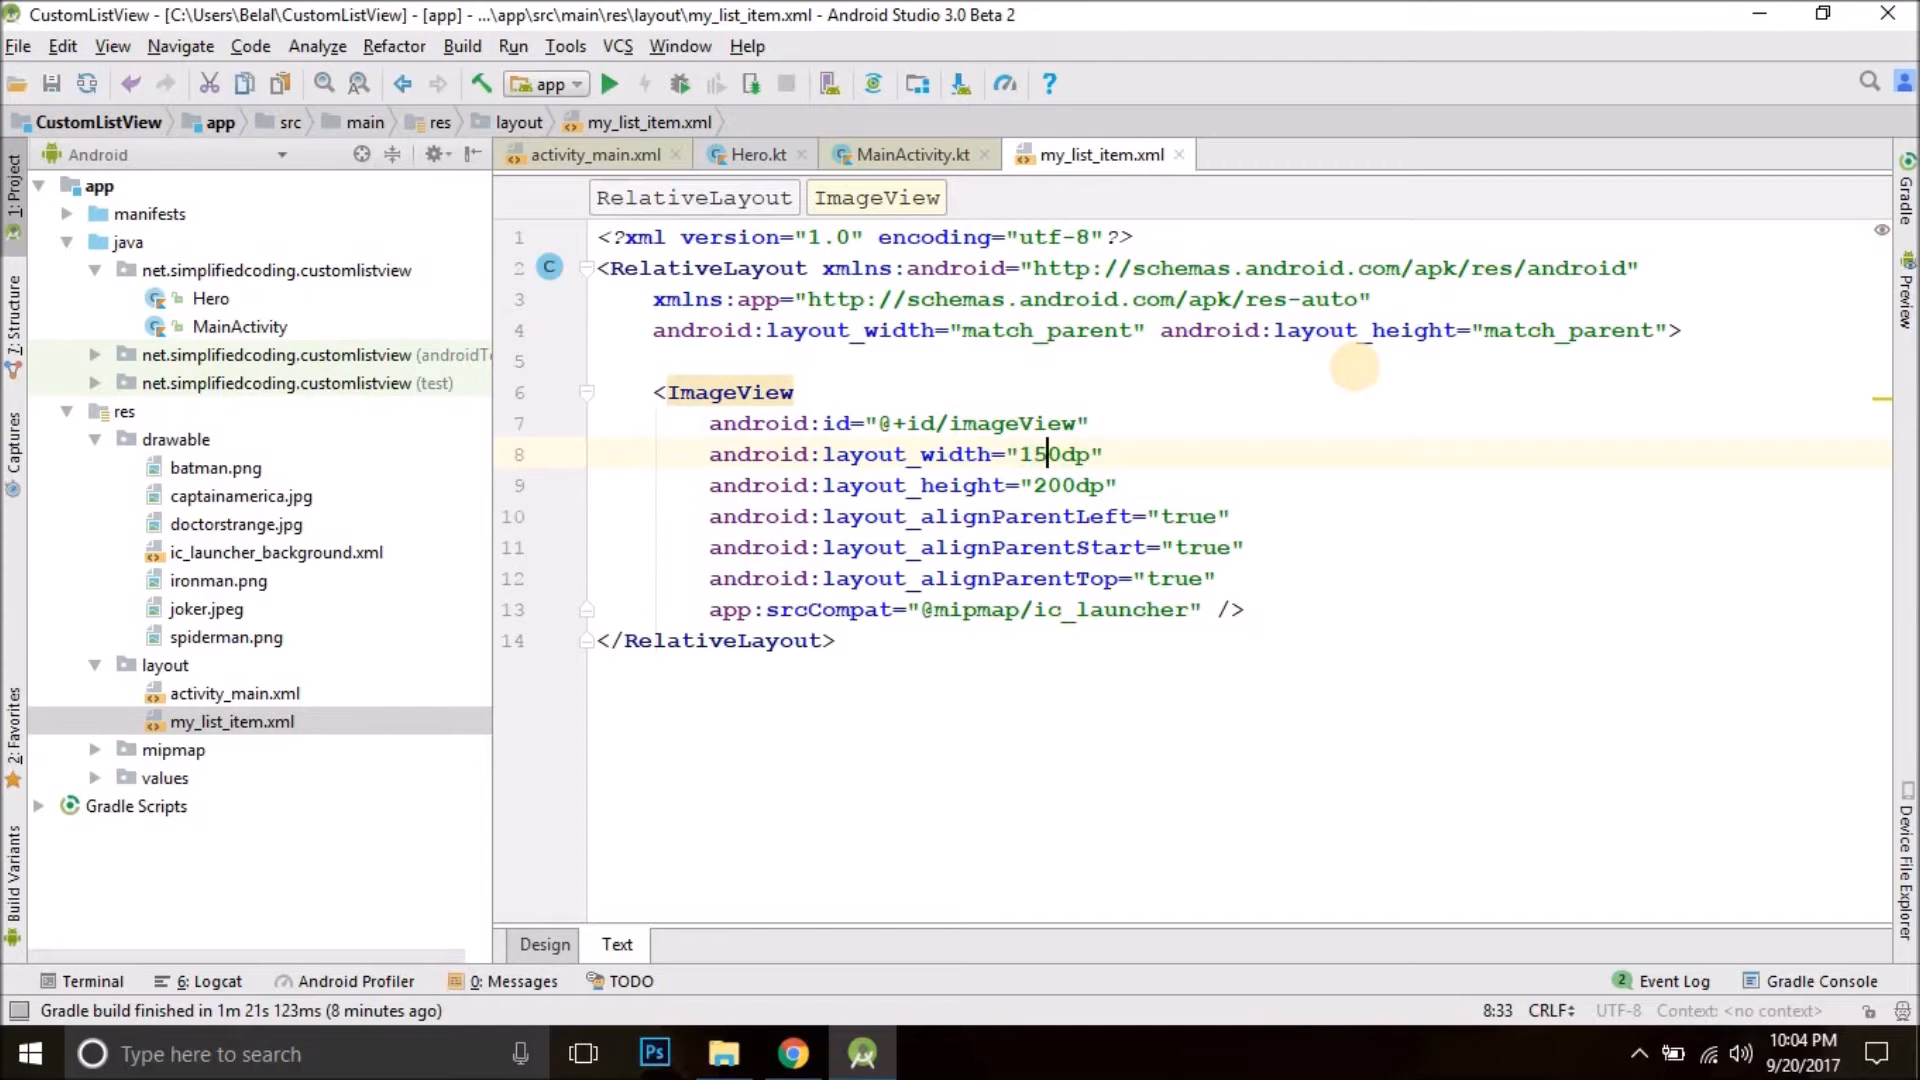 CustomListView - [C:\Users\Belal\CustomListView] - [app] - ...\app\src\main\res\layout\my_list_item.xml - Android Studio 3.0 Beta 2
File Edit View Navigate Code Analyze Refactor Build Run Tools VCS Window Help
app
CustomListView app src main res layout my_list_item.xml
Android
activity_main.xml Hero.kt MainActivity.kt my_list_item.xml
1: Project
7: Structure
Captures
2: Favorites
Build Variants
app
manifests
java
net.simplifiedcoding.customlistview
Hero
MainActivity
net.simplifiedcoding.customlistview (androidT
net.simplifiedcoding.customlistview (test)
res
drawable
batman.png
captainamerica.jpg
doctorstrange.jpg
ic_launcher_background.xml
ironman.png
joker.jpeg
spiderman.png
layout
activity_main.xml
my_list_item.xml
mipmap
values
Gradle Scripts
RelativeLayout ImageView
1 <?xml version="1.0" encoding="utf-8"?>
2 C <RelativeLayout xmlns:android="http://schemas.android.com/apk/res/android"
3 xmlns:app="http://schemas.android.com/apk/res-auto"
4 android:layout_width="match_parent" android:layout_height="match_parent">
5
6 <ImageView
7 android:id="@+id/imageView"
8 android:layout_width="150dp"
9 android:layout_height="200dp"
10 android:layout_alignParentLeft="true"
11 android:layout_alignParentStart="true"
12 android:layout_alignParentTop="true"
13 app:srcCompat="@mipmap/ic_launcher" />
14 </RelativeLayout>
Gradle
Preview
Device File Explorer
Design Text
Terminal 6: Logcat Android Profiler 0: Messages TODO 2 Event Log Gradle Console
Gradle build finished in 1m 21s 123ms (8 minutes ago) 8:33 CRLF UTF-8 Context: <no context>
Type here to search
Ps
10:04 PM
9/20/2017